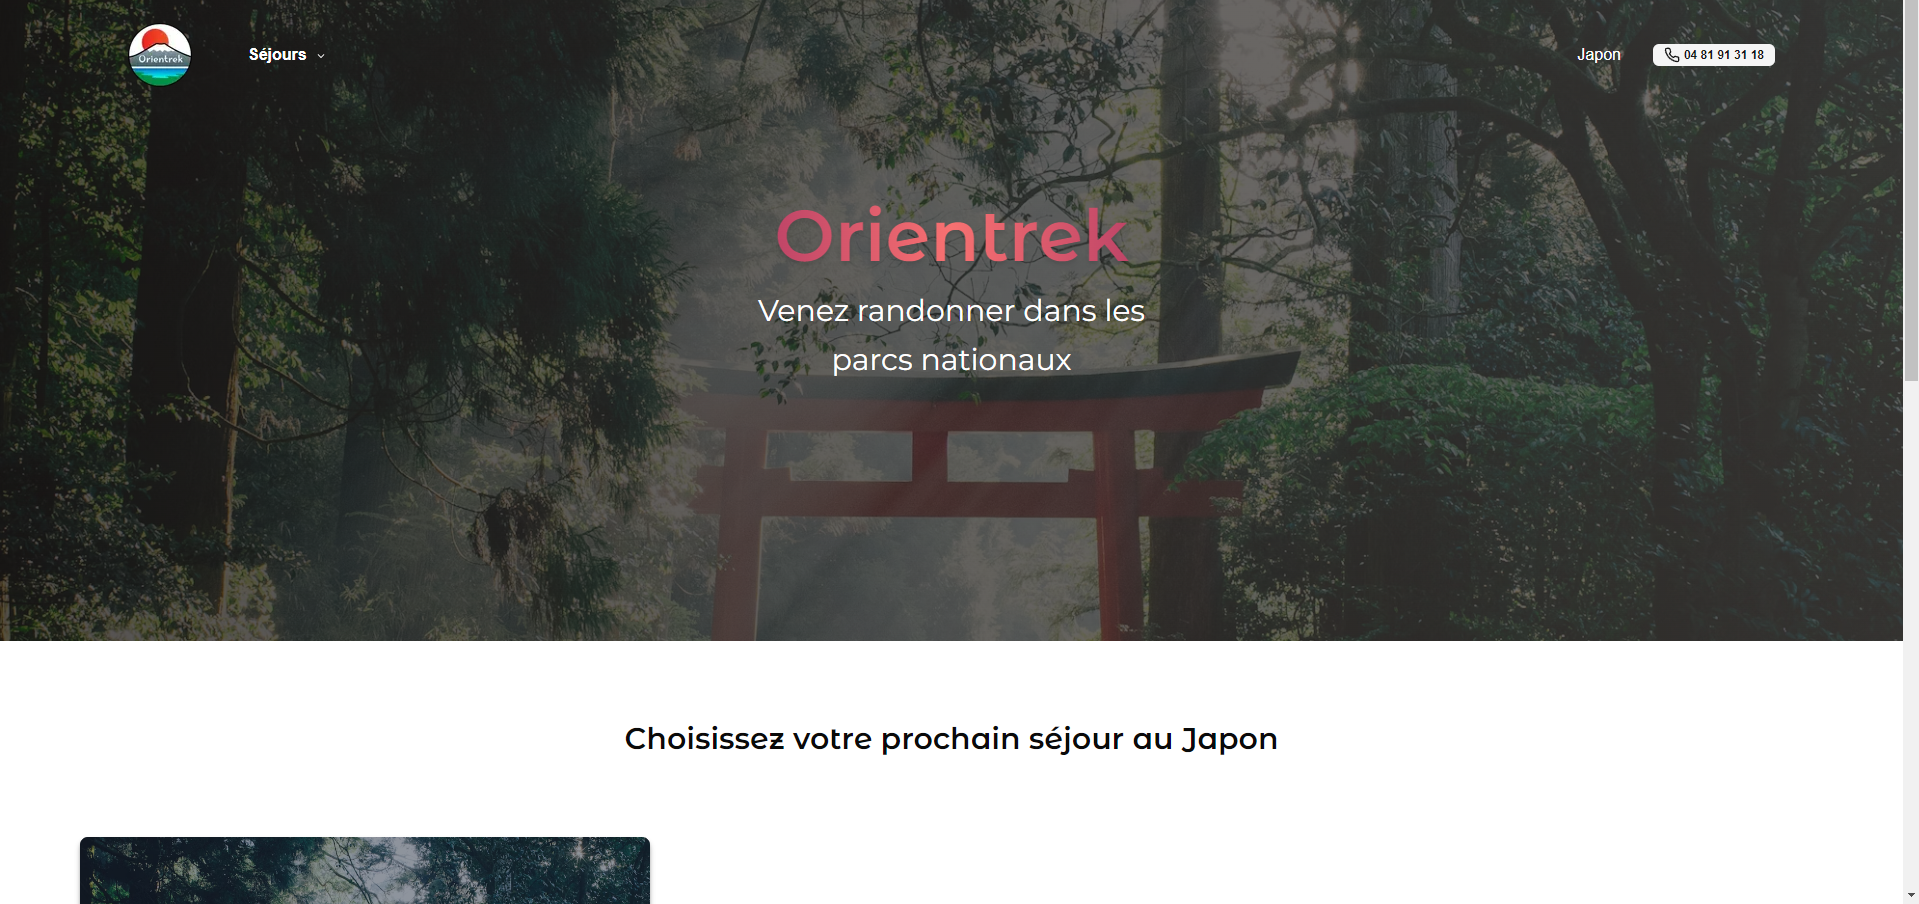 Orientrek
Séjours
Japon
04 81 91 31 18
Orientrek
Venez randonner dans les
parcs nationaux
Choisissez votre prochain séjour au Japon